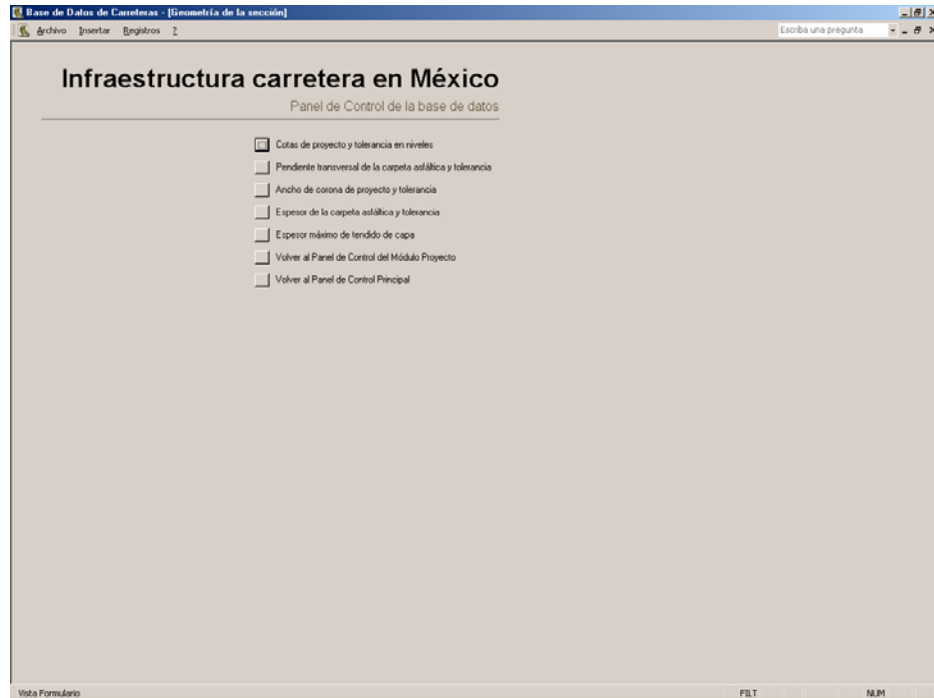 Base de Datos de Carreteras - [Geometría de la sección]
Archivo Insertar Registros ?
Escriba una pregunta
Infraestructura carretera en México
Panel de Control de la base de datos
Cotas de proyecto y tolerancia en niveles
Pendiente transversal de la carpeta asfáltica y tolerancia
Ancho de corona de proyecto y tolerancia
Espesor de la carpeta asfáltica y tolerancia
Espesor máximo de tendido de capa
Volver al Panel de Control del Módulo Proyecto
Volver al Panel de Control Principal
Vista Formulario
FILT
NUM